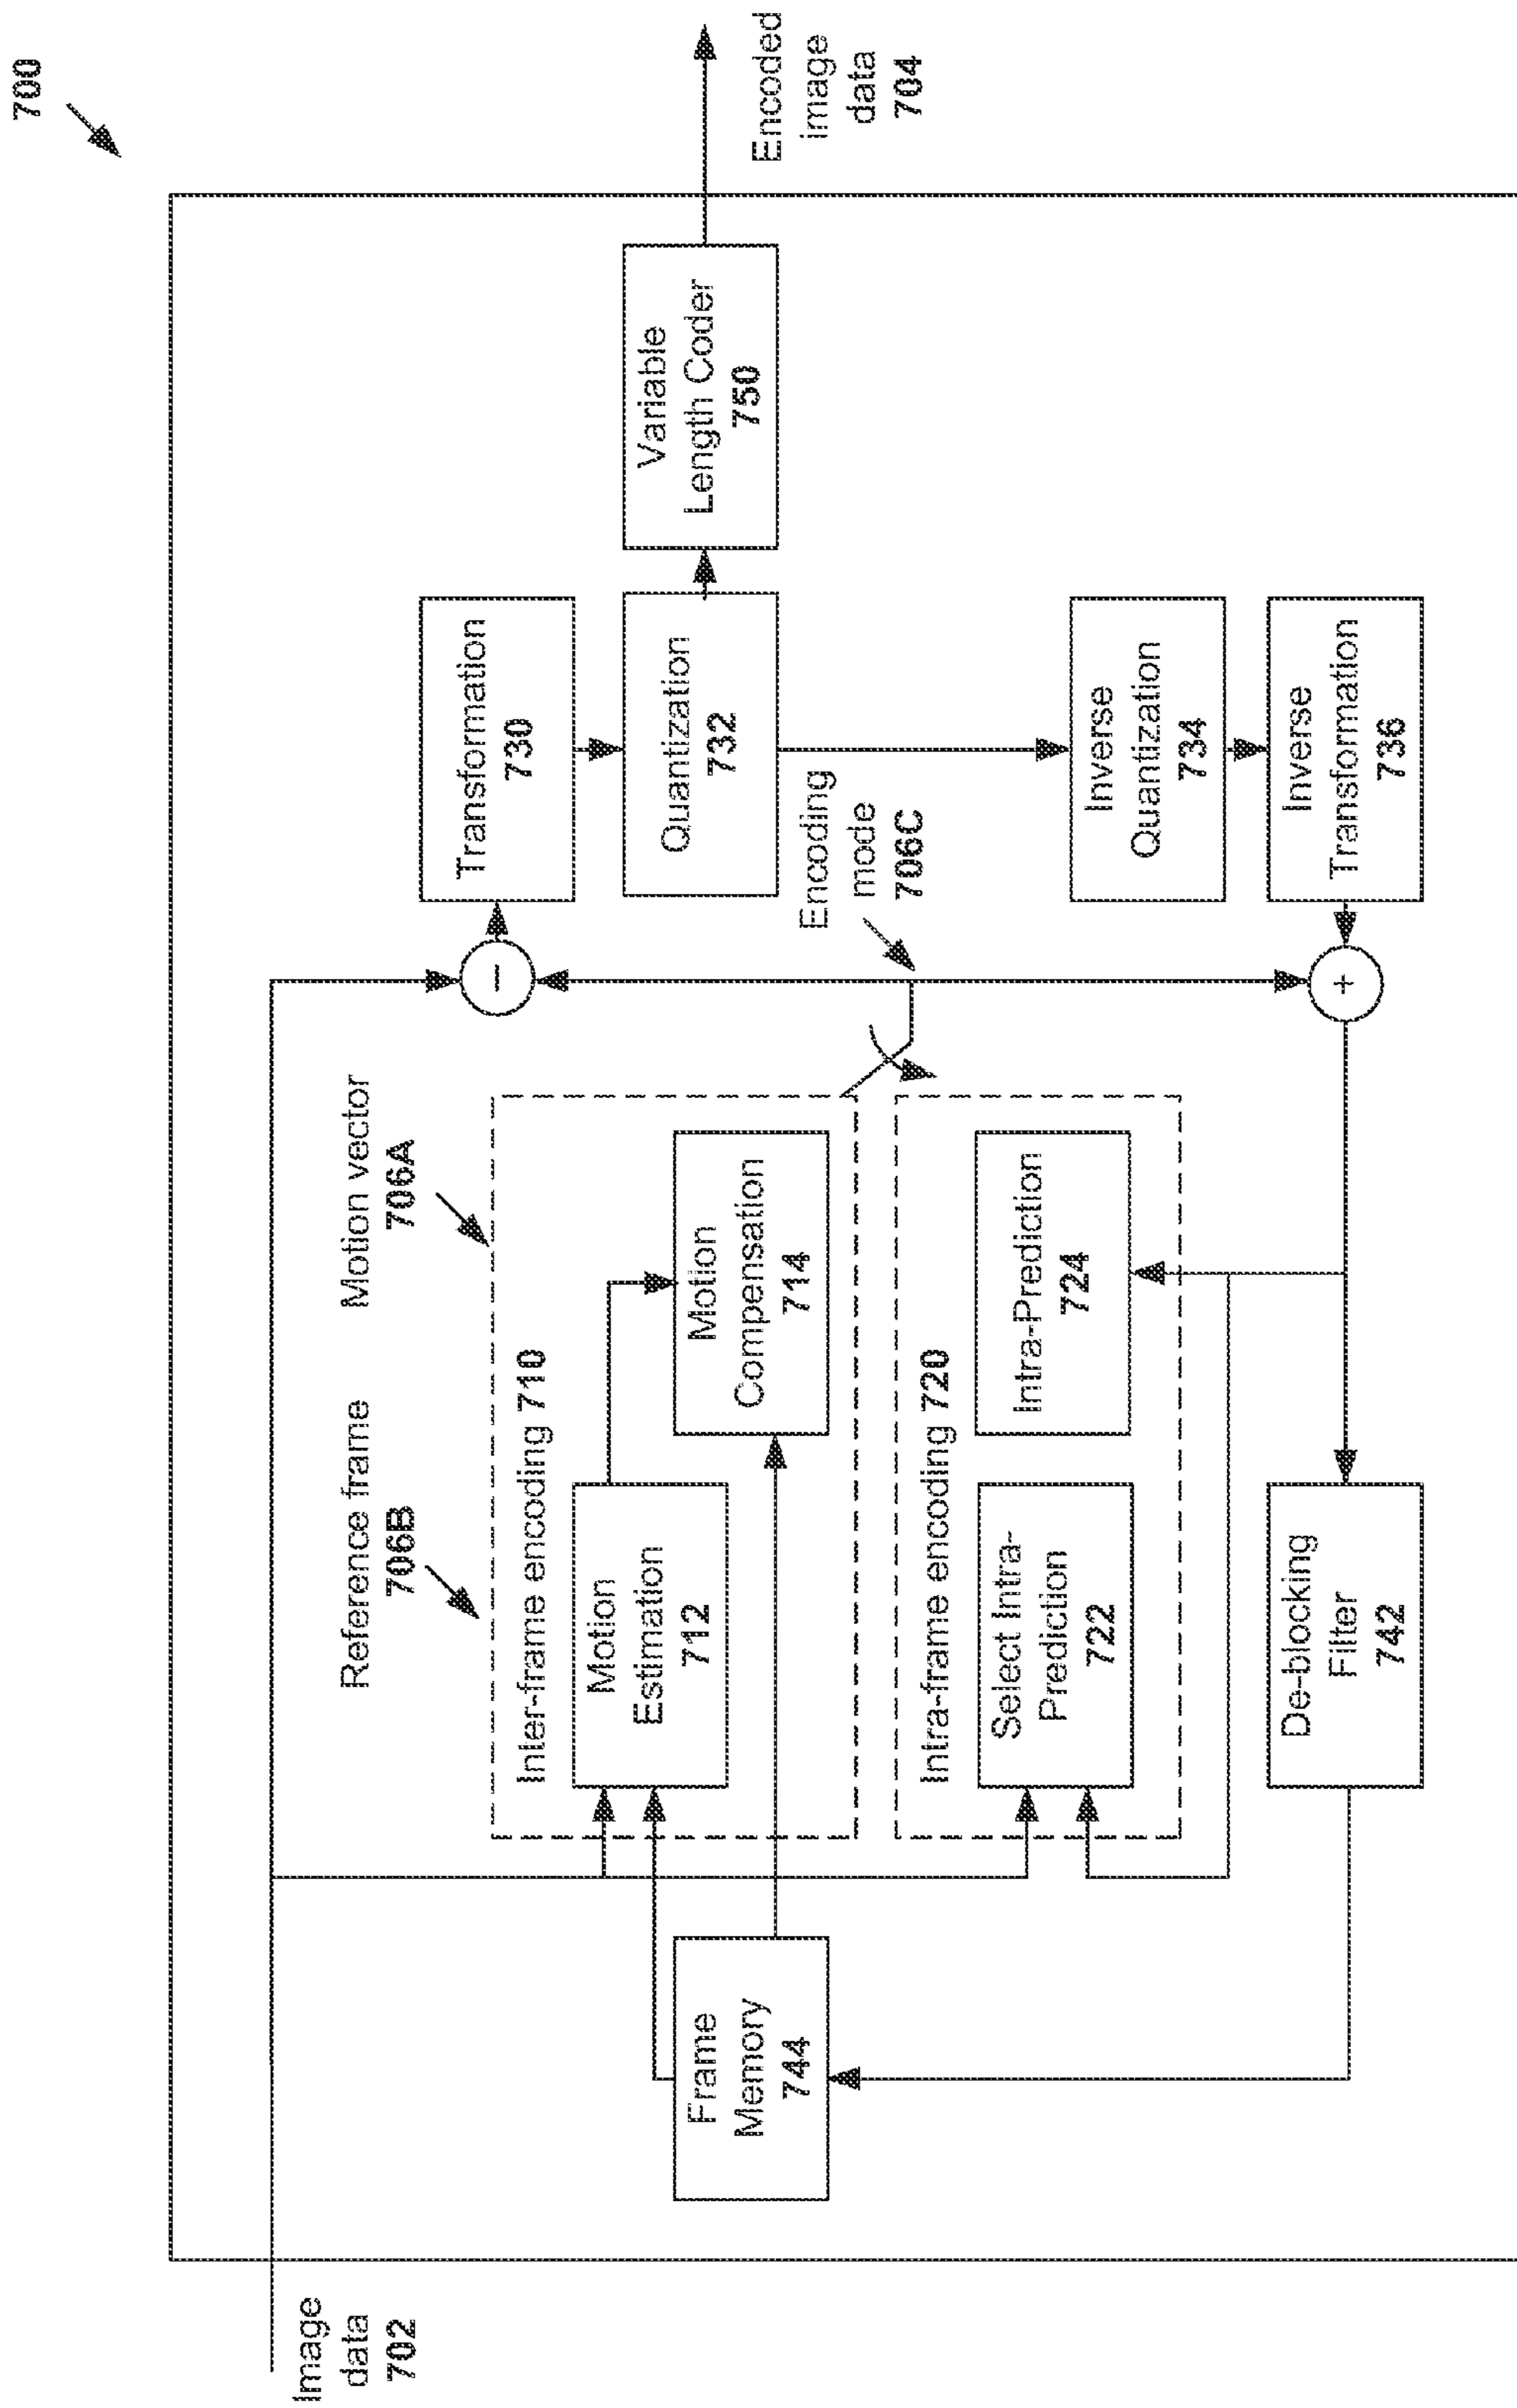 700
Image
data
702
Reference frame
706B
Motion vector
706A
Inter-frame encoding 710
Motion
Estimation
712
Motion
Compensation
714
Frame
Memory
744
Intra-frame encoding 720
Select Intra-
Prediction
722
Intra-Prediction
724
De-blocking
Filter
742
−
+
Encoding
mode
706C
Transformation
730
Quantization
732
Inverse
Quantization
734
Inverse
Transformation
736
Variable
Length Coder
750
Encoded
image
data
704